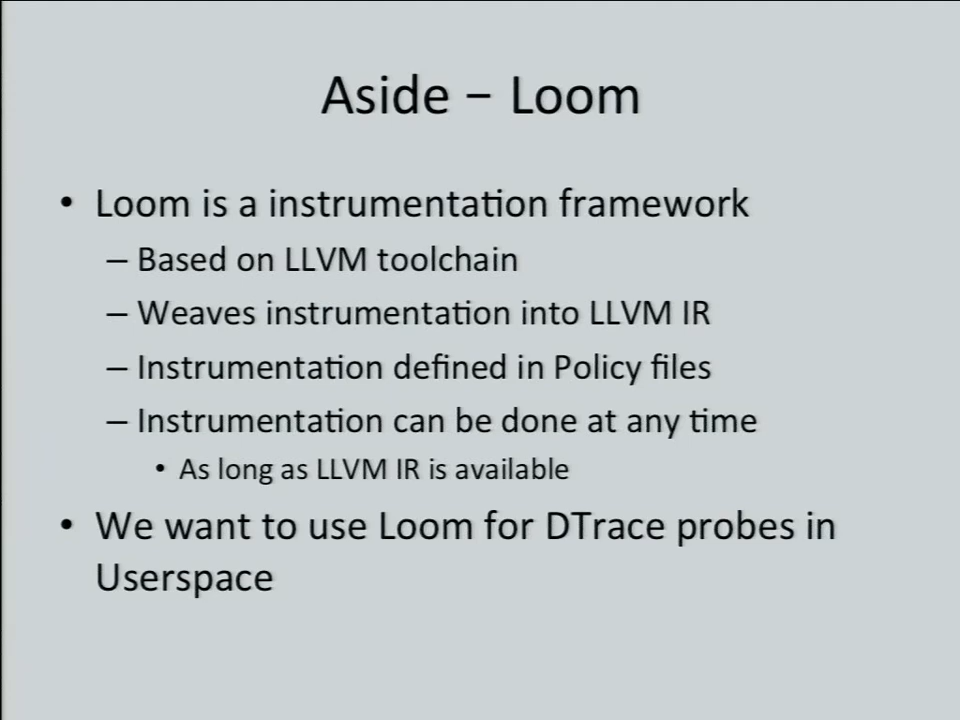 Aside – Loom
• Loom is a instrumentation framework
– Based on LLVM toolchain
– Weaves instrumentation into LLVM IR
– Instrumentation defined in Policy files
– Instrumentation can be done at any time
• As long as LLVM IR is available
• We want to use Loom for DTrace probes in
Userspace